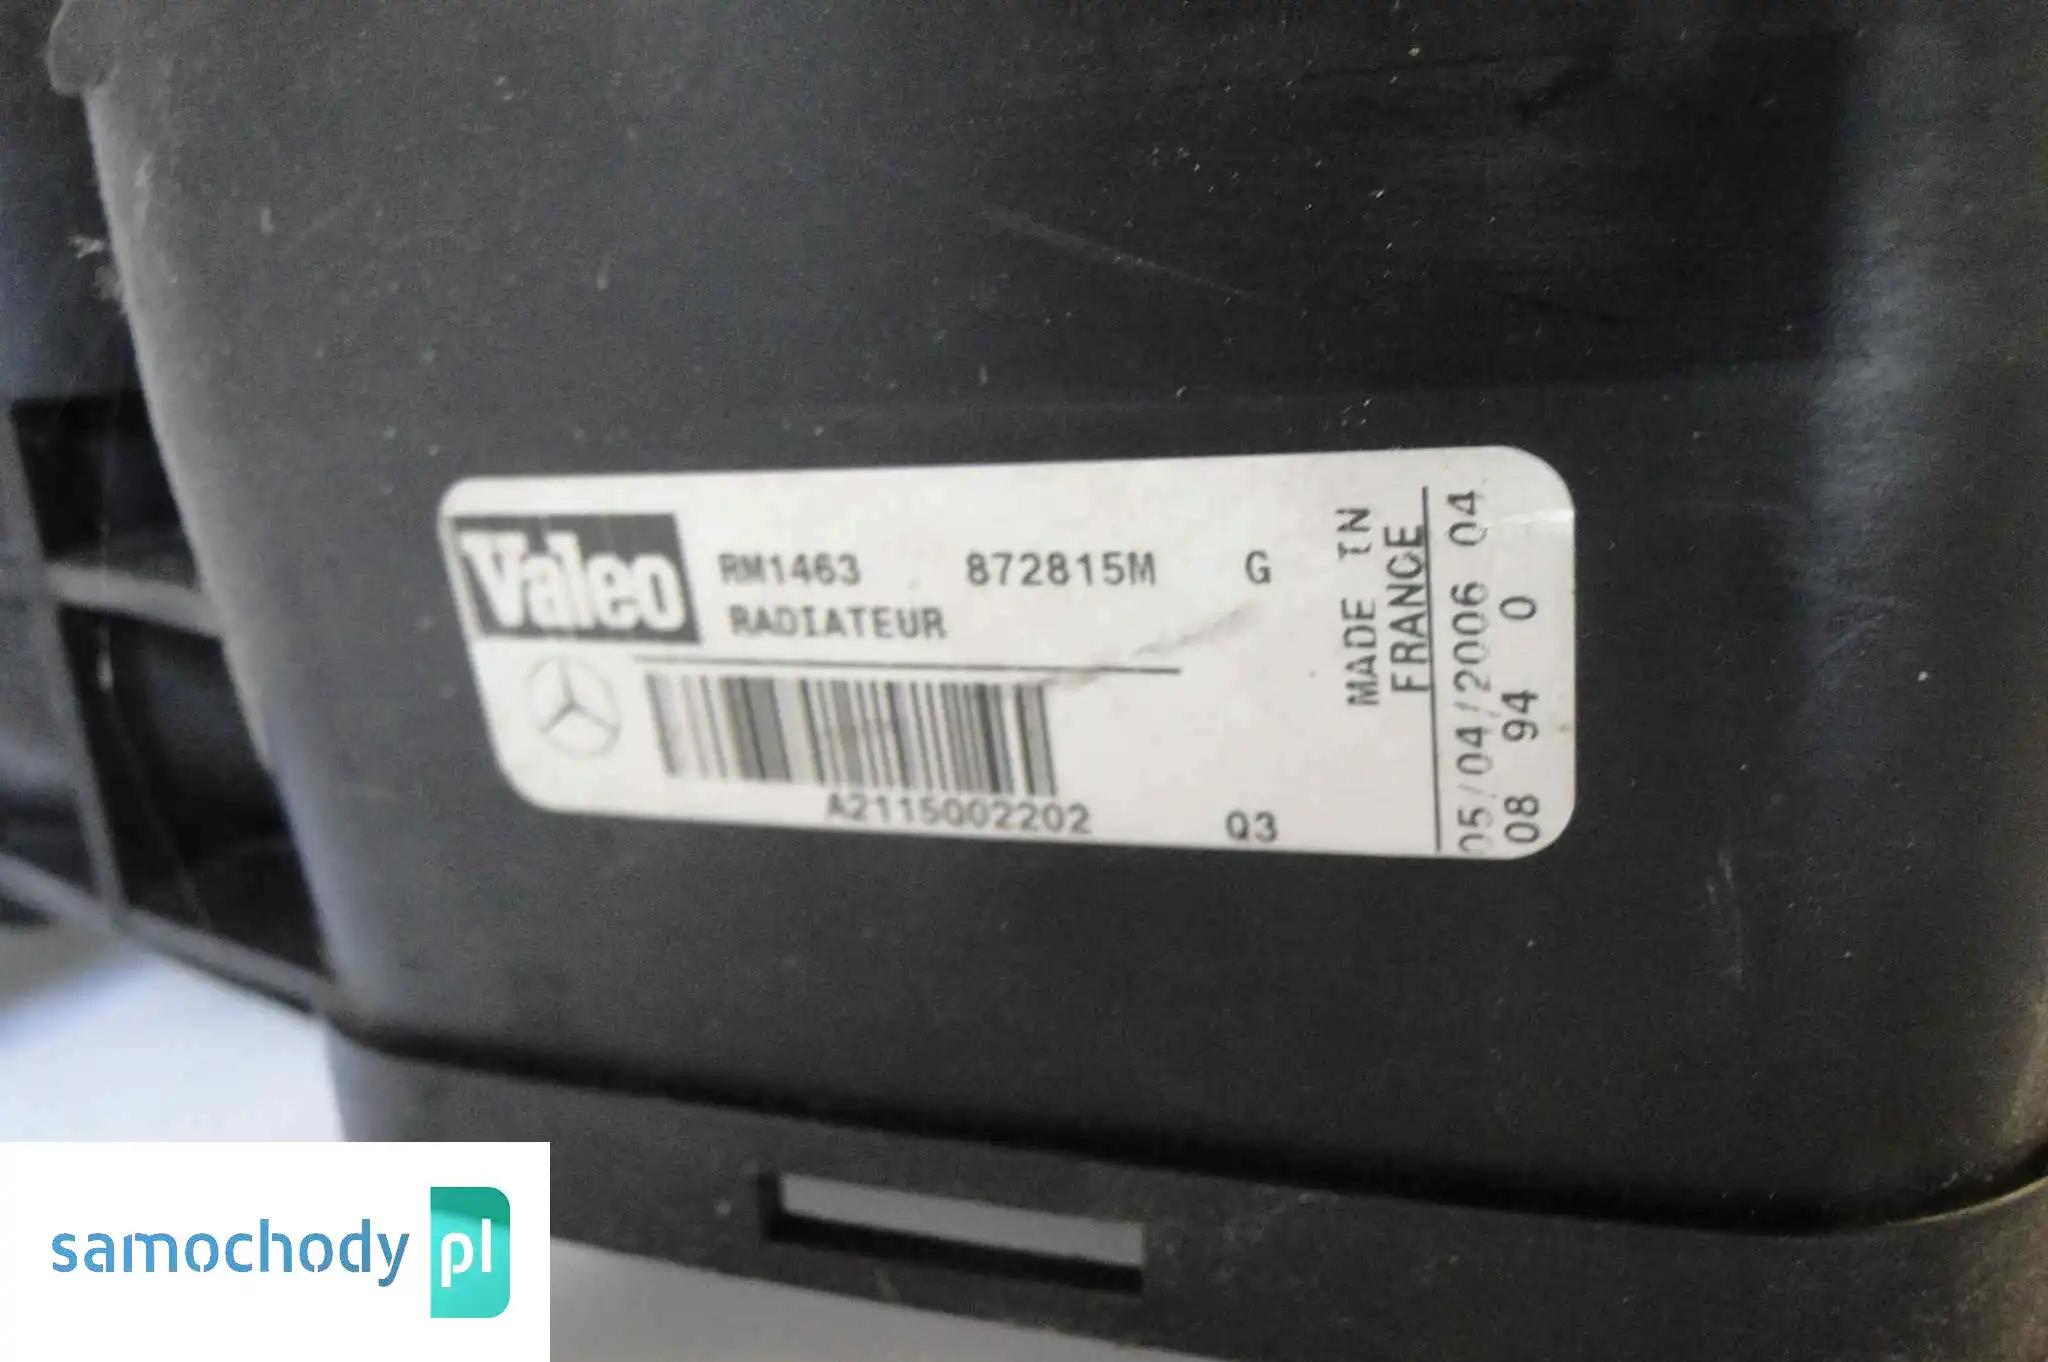 Valeo
RM1463 872815M G
RADIATEUR
A2115002202
Q3
MADE IN
FRANCE
05/04/2006 04
08 94 0
samochody pl